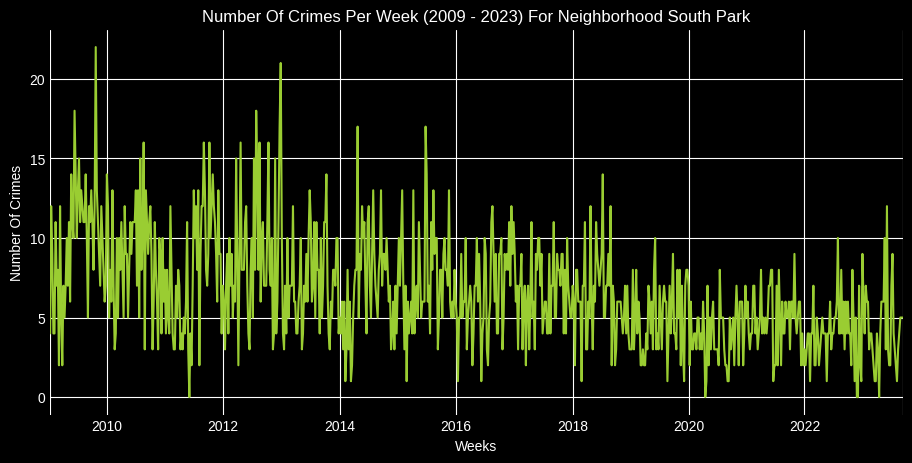 Number Of Crimes Per Week (2009 - 2023) For Neighborhood South Park
Number Of Crimes
20
15
10
5
0
2010 2012 2014 2016 2018 2020 2022
Weeks